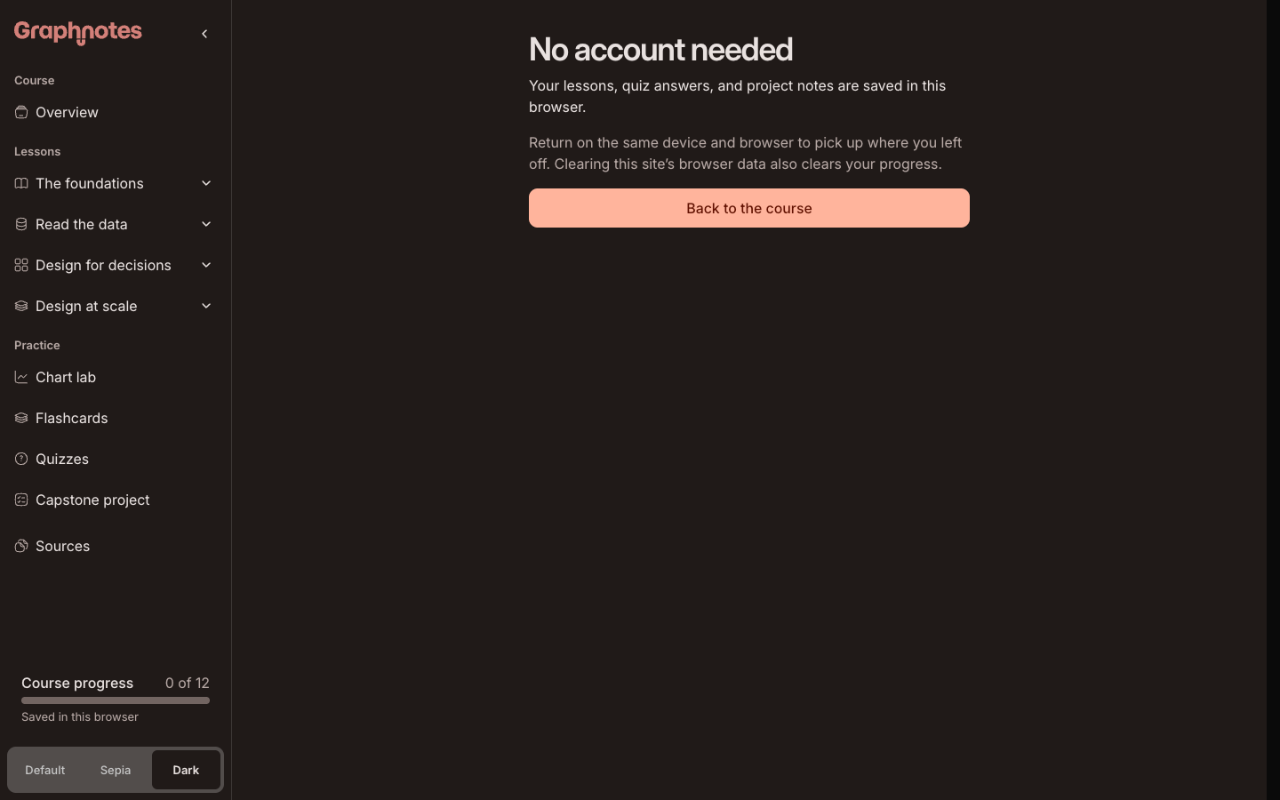 Graphnotes
Course
Overview
Lessons
The foundations
Read the data
Design for decisions
Design at scale
Practice
Chart lab
Flashcards
Quizzes
Capstone project
Sources
Course progress 0 of 12
Saved in this browser
Default Sepia Dark
No account needed
Your lessons, quiz answers, and project notes are saved in this
browser.
Return on the same device and browser to pick up where you left
off. Clearing this site’s browser data also clears your progress.
Back to the course